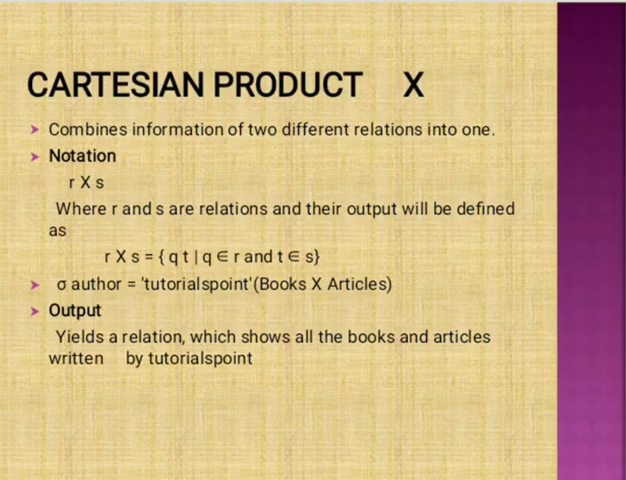 CARTESIAN PRODUCT X
Combines information of two different relations into one.
Notation
r X s
Where r and s are relations and their output will be defined
as
r X s = { q t | q ∈ r and t ∈ s}
σ author = 'tutorialspoint'(Books X Articles)
Output
Yields a relation, which shows all the books and articles
written by tutorialspoint